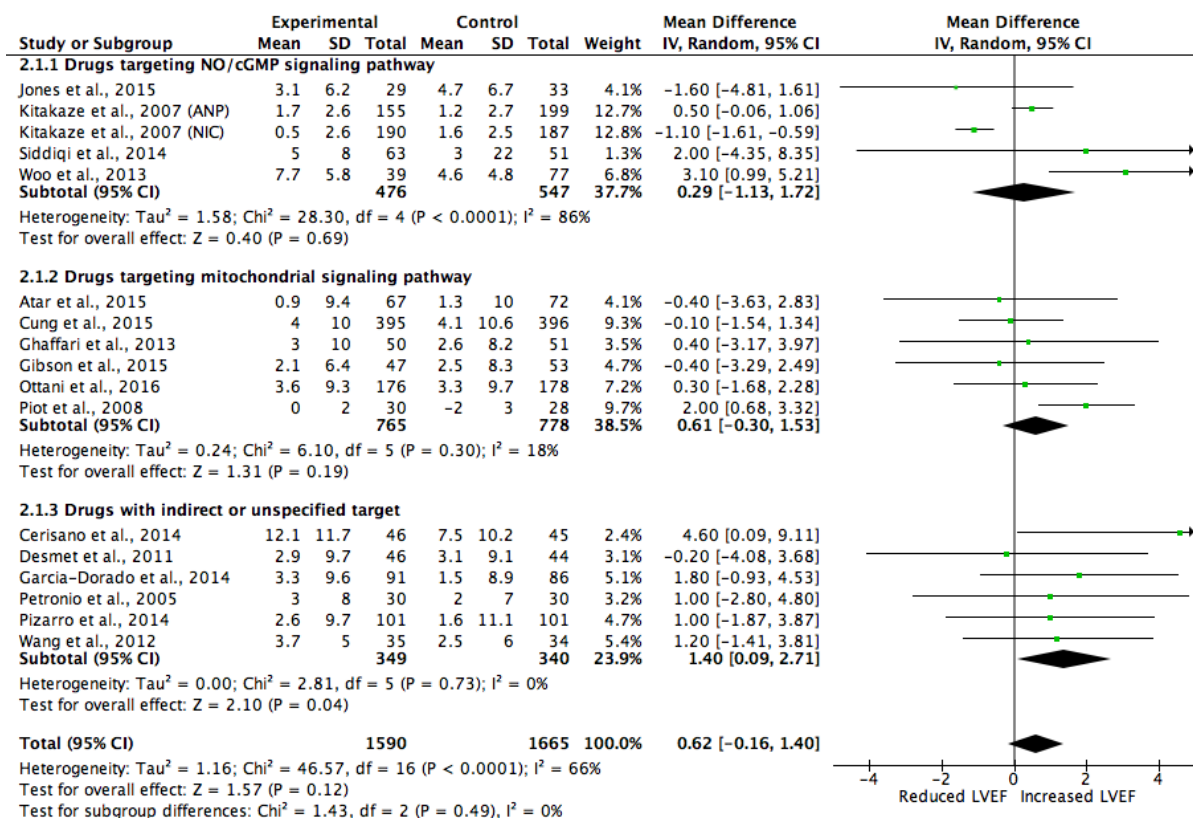 Experimental Control Mean Difference Mean Difference
Study or Subgroup Mean SD Total Mean SD Total Weight IV, Random, 95% CI IV, Random, 95% CI
2.1.1 Drugs targeting NO/cGMP signaling pathway
Jones et al., 2015 3.1 6.2 29 4.7 6.7 33 4.1% −1.60 [−4.81, 1.61]
Kitakaze et al., 2007 (ANP) 1.7 2.6 155 1.2 2.7 199 12.7% 0.50 [−0.06, 1.06]
Kitakaze et al., 2007 (NIC) 0.5 2.6 190 1.6 2.5 187 12.8% −1.10 [−1.61, −0.59]
Siddiqi et al., 2014 5 8 63 3 22 51 1.3% 2.00 [−4.35, 8.35]
Woo et al., 2013 7.7 5.8 39 4.6 4.8 77 6.8% 3.10 [0.99, 5.21]
Subtotal (95% CI) 476 547 37.7% 0.29 [−1.13, 1.72]
Heterogeneity: Tau² = 1.58; Chi² = 28.30, df = 4 (P < 0.0001); I² = 86%
Test for overall effect: Z = 0.40 (P = 0.69)
2.1.2 Drugs targeting mitochondrial signaling pathway
Atar et al., 2015 0.9 9.4 67 1.3 10 72 4.1% −0.40 [−3.63, 2.83]
Cung et al., 2015 4 10 395 4.1 10.6 396 9.3% −0.10 [−1.54, 1.34]
Ghaffari et al., 2013 3 10 50 2.6 8.2 51 3.5% 0.40 [−3.17, 3.97]
Gibson et al., 2015 2.1 6.4 47 2.5 8.3 53 4.7% −0.40 [−3.29, 2.49]
Ottani et al., 2016 3.6 9.3 176 3.3 9.7 178 7.2% 0.30 [−1.68, 2.28]
Piot et al., 2008 0 2 30 −2 3 28 9.7% 2.00 [0.68, 3.32]
Subtotal (95% CI) 765 778 38.5% 0.61 [−0.30, 1.53]
Heterogeneity: Tau² = 0.24; Chi² = 6.10, df = 5 (P = 0.30); I² = 18%
Test for overall effect: Z = 1.31 (P = 0.19)
2.1.3 Drugs with indirect or unspecified target
Cerisano et al., 2014 12.1 11.7 46 7.5 10.2 45 2.4% 4.60 [0.09, 9.11]
Desmet et al., 2011 2.9 9.7 46 3.1 9.1 44 3.1% −0.20 [−4.08, 3.68]
Garcia−Dorado et al., 2014 3.3 9.6 91 1.5 8.9 86 5.1% 1.80 [−0.93, 4.53]
Petronio et al., 2005 3 8 30 2 7 30 3.2% 1.00 [−2.80, 4.80]
Pizarro et al., 2014 2.6 9.7 101 1.6 11.1 101 4.7% 1.00 [−1.87, 3.87]
Wang et al., 2012 3.7 5 35 2.5 6 34 5.4% 1.20 [−1.41, 3.81]
Subtotal (95% CI) 349 340 23.9% 1.40 [0.09, 2.71]
Heterogeneity: Tau² = 0.00; Chi² = 2.81, df = 5 (P = 0.73); I² = 0%
Test for overall effect: Z = 2.10 (P = 0.04)
Total (95% CI) 1590 1665 100.0% 0.62 [−0.16, 1.40]
Heterogeneity: Tau² = 1.16; Chi² = 46.57, df = 16 (P < 0.0001); I² = 66%
Test for overall effect: Z = 1.57 (P = 0.12)
Test for subgroup differences: Chi² = 1.43, df = 2 (P = 0.49), I² = 0%
−4 −2 0 2 4
Reduced LVEF Increased LVEF